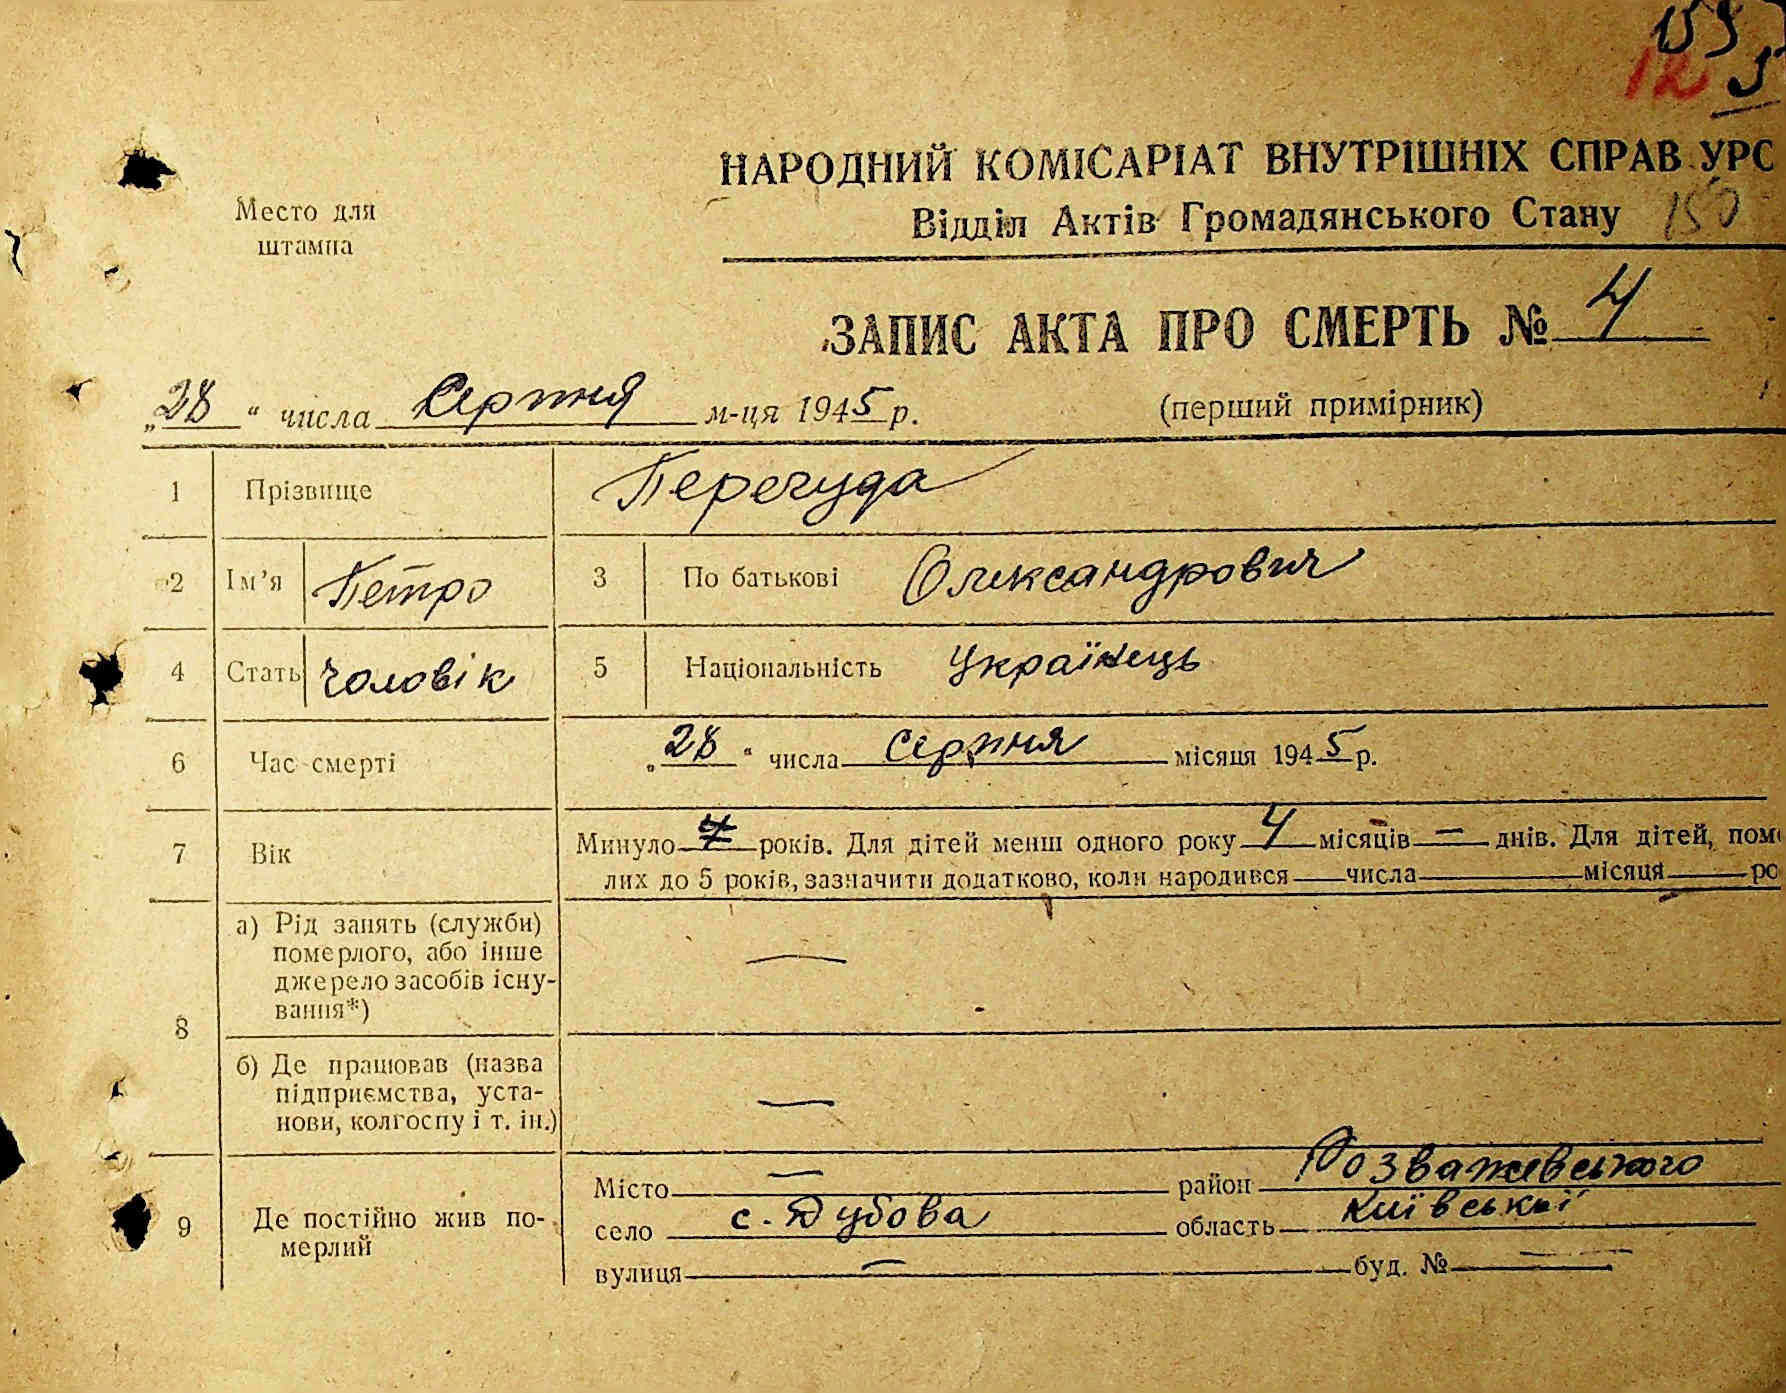 155
12 5
НАРОДНИЙ КОМІСАРІАТ ВНУТРІШНІХ СПРАВ УРС
Место для штампа
Відділ Актів Громадянського Стану 150
ЗАПИС АКТА ПРО СМЕРТЬ № 4
„28“ числа Серпня м-ця 1945 р. (перший примірник)
1 Прізвище Перегуда
2 Ім’я Петро 3 По батькові Олександрович
4 Стать Чоловік 5 Національність Українець
6 Час смерті „28“ числа Серпня місяця 1945 р.
7 Вік Минуло років. Для дітей менш одного року 4 місяців — днів. Для дітей, поме
лих до 5 років, зазначити додатково, коли народився числа місяця ро
8 а) Рід занять (служби)
померлого, або інше
джерело засобів існу-
вання*) —
б) Де працював (назва
підприємства, уста-
нови, колгоспу і т. ін.) —
9 Де постійно жив по-
мерлий
Місто — район Розважевського
село с. Дубова область Київської
вулиця — буд. № —